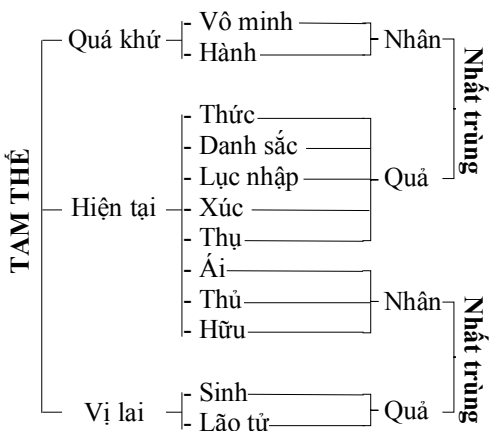 TAM THẾ
Quá khứ
- Vô minh
- Hành
Nhân
Nhất trùng
Hiện tại
- Thức
- Danh sắc
- Lục nhập
- Xúc
- Thụ
Quả
- Ái
- Thủ
- Hữu
Nhân
Nhất trùng
Vị lai
- Sinh
- Lão tử
Quả